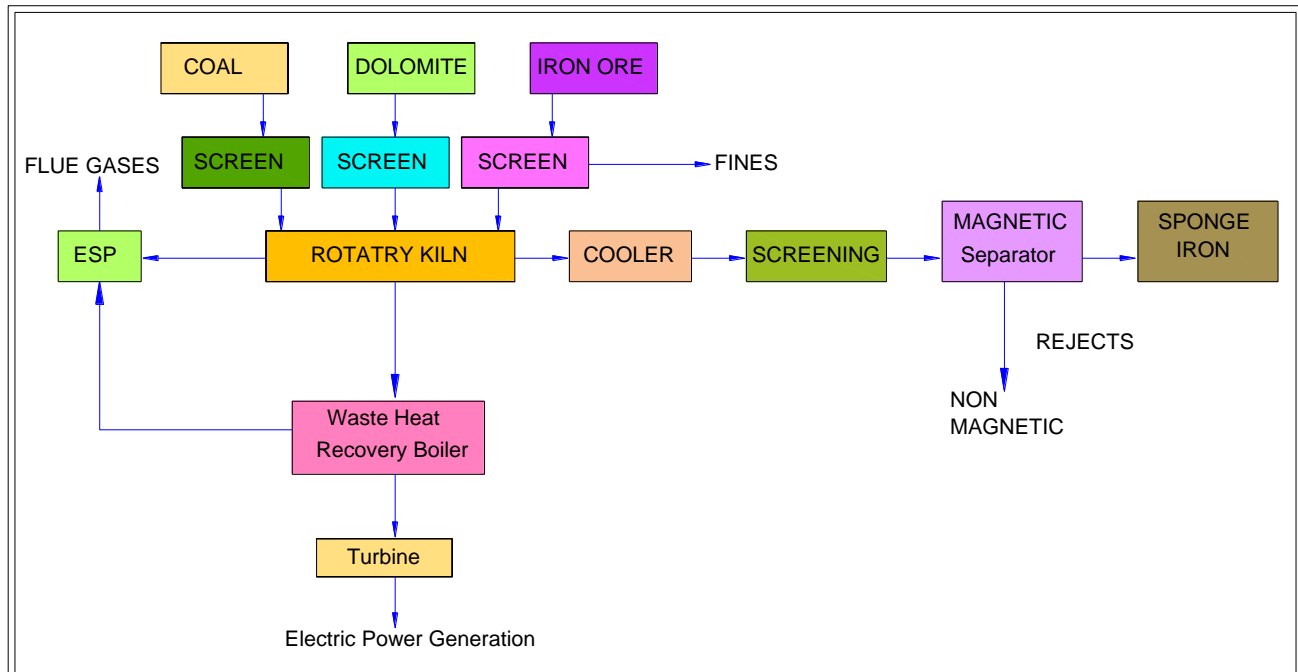 COAL
DOLOMITE
IRON ORE
SCREEN
SCREEN
SCREEN
FINES
FLUE GASES
ESP
ROTATRY KILN
COOLER
SCREENING
MAGNETIC
Separator
SPONGE
IRON
REJECTS
NON
MAGNETIC
Waste Heat
Recovery Boiler
Turbine
Electric Power Generation